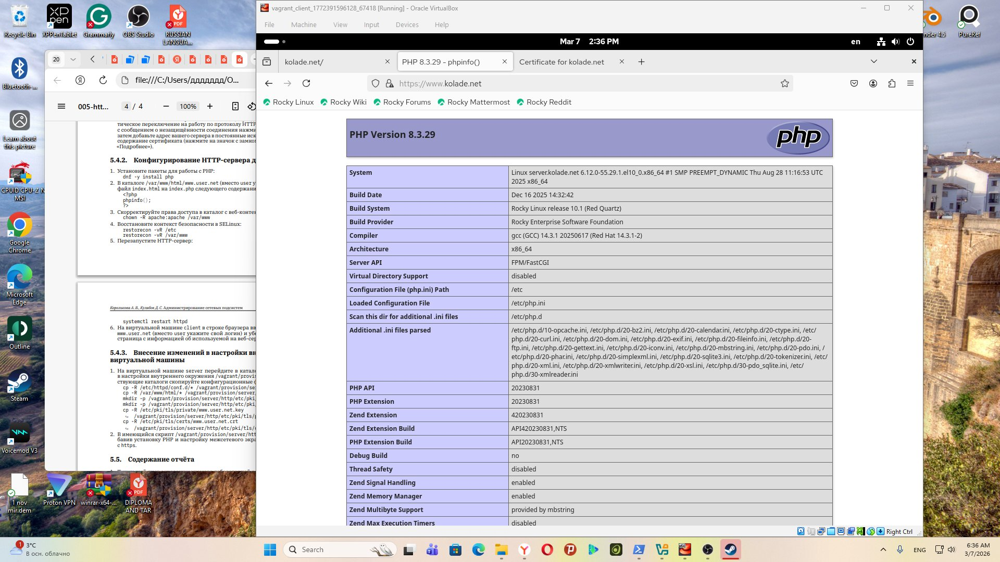 Recycle Bin
XPPenTablet
Grammarly
OBS Studio
RUSSIAN
LANGUA...
Bluetooth-...
Learn about
this picture
CPUID CPU-Z
MSI
Google
Chrome
Microsoft
Edge
Outline
Steam
Voicemod V3
1 nov
mir.dem
Proton VPN
winrar-x64-...
DIPLOMA
AND TAR
nder 4.5
PureRef
20
file:///C:/Users/ддддддд/O...
005-htt...
4 / 4
100%
тическое переключение на работу по протоколу HTTP
с сообщением о незащищённости соединения нажми
затем добавьте адрес вашего сервера в постоянные иск
содержание сертификата (нажмите на значок с замко
«Подробнее»).
5.4.2. Конфигурирование HTTP-сервера д
1. Установите пакеты для работы с PHP:
dnf -y install php
2. В каталоге /var/www/html/www.user.net (вместо user у
файл index.html на index.php следующего содержани
<?php
phpinfo();
?>
3. Скорректируйте права доступа в каталог с веб-контен
chown -R apache:apache /var/www
4. Восстановите контекст безопасности в SELinux:
restorecon -vR /etc
restorecon -vR /var/www
5. Перезапустите HTTP-сервер:
Королькова А. В., Кулябов Д. С. Администрирование сетевых подсистем
systemctl restart httpd
6. На виртуальной машине client в строке браузера вв
www.user.net (вместо user укажите свой логин) и убе
страница с информацией об используемой на веб-сер
5.4.3. Внесение изменений в настройки вн
виртуальной машины
1. На виртуальной машине server перейдите в катало
в настройки внутреннего окружения /vagrant/provis
ствующие каталоги скопируйте конфигурационные ф
cp -R /etc/httpd/conf.d/* /vagrant/provision/se
cp -R /var/www/html/* /vagrant/provision/server
mkdir -p /vagrant/provision/server/http/etc/pki,
mkdir -p /vagrant/provision/server/http/etc/pki,
cp -R /etc/pki/tls/private/www.user.net.key
/vagrant/provision/server/http/etc/pki/tls/p
cp -R /etc/pki/tls/certs/www.user.net.crt
/vagrant/provision/server/http/etc/pki/tls/c
2. В имеющийся скрипт /vagrant/provision/server/htt
бавив установку PHP и настройку межсетевого экра
с https.
5.5. Содержание отчёта
vagrant_client_1772391596128_67418 [Running] - Oracle VirtualBox
File Machine View Input Devices Help
Mar 7 2:36 PM
en
kolade.net/
PHP 8.3.29 - phpinfo()
Certificate for kolade.net
https://www.kolade.net
Rocky Linux Rocky Wiki Rocky Forums Rocky Mattermost Rocky Reddit
PHP Version 8.3.29
php
System Linux server.kolade.net 6.12.0-55.29.1.el10_0.x86_64 #1 SMP PREEMPT_DYNAMIC Thu Aug 28 11:16:53 UTC
2025 x86_64
Build Date Dec 16 2025 14:32:42
Build System Rocky Linux release 10.1 (Red Quartz)
Build Provider Rocky Enterprise Software Foundation
Compiler gcc (GCC) 14.3.1 20250617 (Red Hat 14.3.1-2)
Architecture x86_64
Server API FPM/FastCGI
Virtual Directory Support disabled
Configuration File (php.ini) Path /etc
Loaded Configuration File /etc/php.ini
Scan this dir for additional .ini files /etc/php.d
Additional .ini files parsed /etc/php.d/10-opcache.ini, /etc/php.d/20-bz2.ini, /etc/php.d/20-calendar.ini, /etc/php.d/20-ctype.ini, /etc/
php.d/20-curl.ini, /etc/php.d/20-dom.ini, /etc/php.d/20-exif.ini, /etc/php.d/20-fileinfo.ini, /etc/php.d/20-
ftp.ini, /etc/php.d/20-gettext.ini, /etc/php.d/20-iconv.ini, /etc/php.d/20-mbstring.ini, /etc/php.d/20-pdo.ini, /
etc/php.d/20-phar.ini, /etc/php.d/20-simplexml.ini, /etc/php.d/20-sqlite3.ini, /etc/php.d/20-tokenizer.ini, /etc/
php.d/20-xml.ini, /etc/php.d/20-xmlwriter.ini, /etc/php.d/20-xsl.ini, /etc/php.d/30-pdo_sqlite.ini, /etc/
php.d/30-xmlreader.ini
PHP API 20230831
PHP Extension 20230831
Zend Extension 420230831
Zend Extension Build API420230831,NTS
PHP Extension Build API20230831,NTS
Debug Build no
Thread Safety disabled
Zend Signal Handling enabled
Zend Memory Manager enabled
Zend Multibyte Support provided by mbstring
Zend Max Execution Timers disabled
Right Ctrl
1
3°C
В осн. облачно
Search
ENG
6:36 AM
3/7/2026